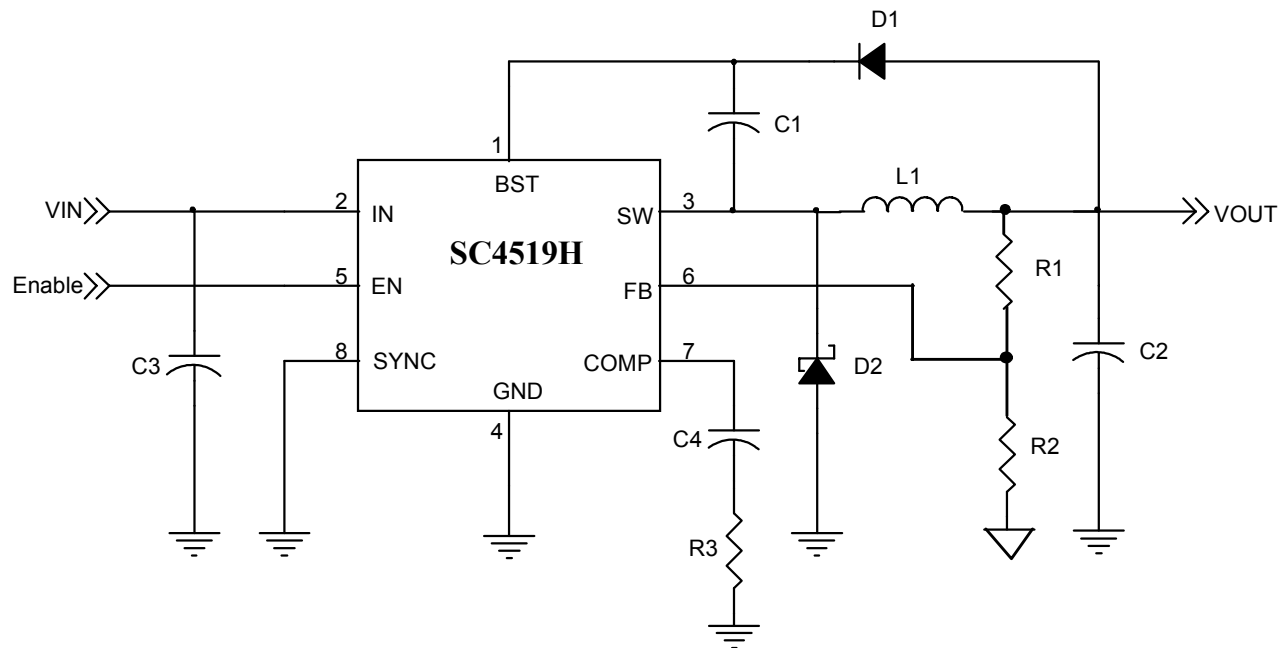 D1
C1
1
BST
L1
VIN
2
IN
SW
3
VOUT
SC4519H
R1
Enable
5
EN
FB
6
C3
8
SYNC
COMP
7
D2
C2
GND
4
C4
R2
R3